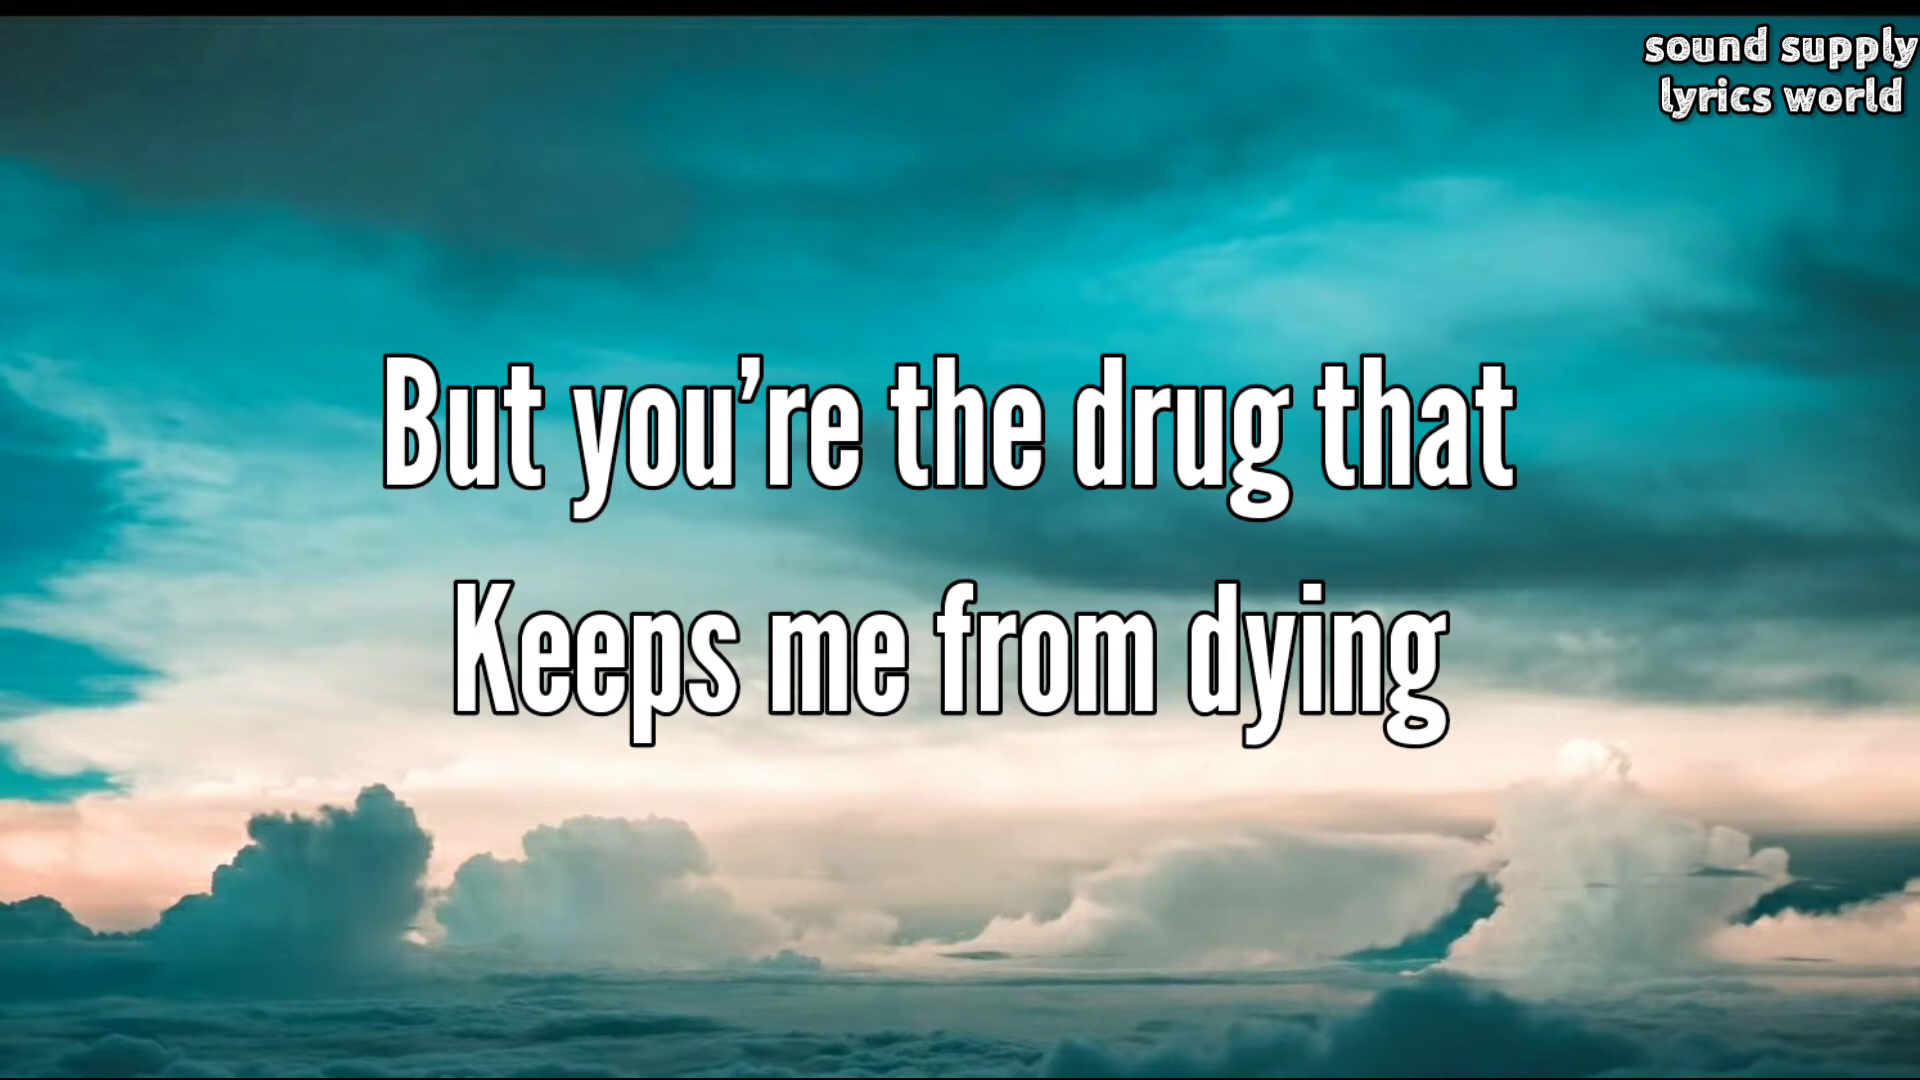 sound supply
lyrics world
But you’re the drug that
Keeps me from dying